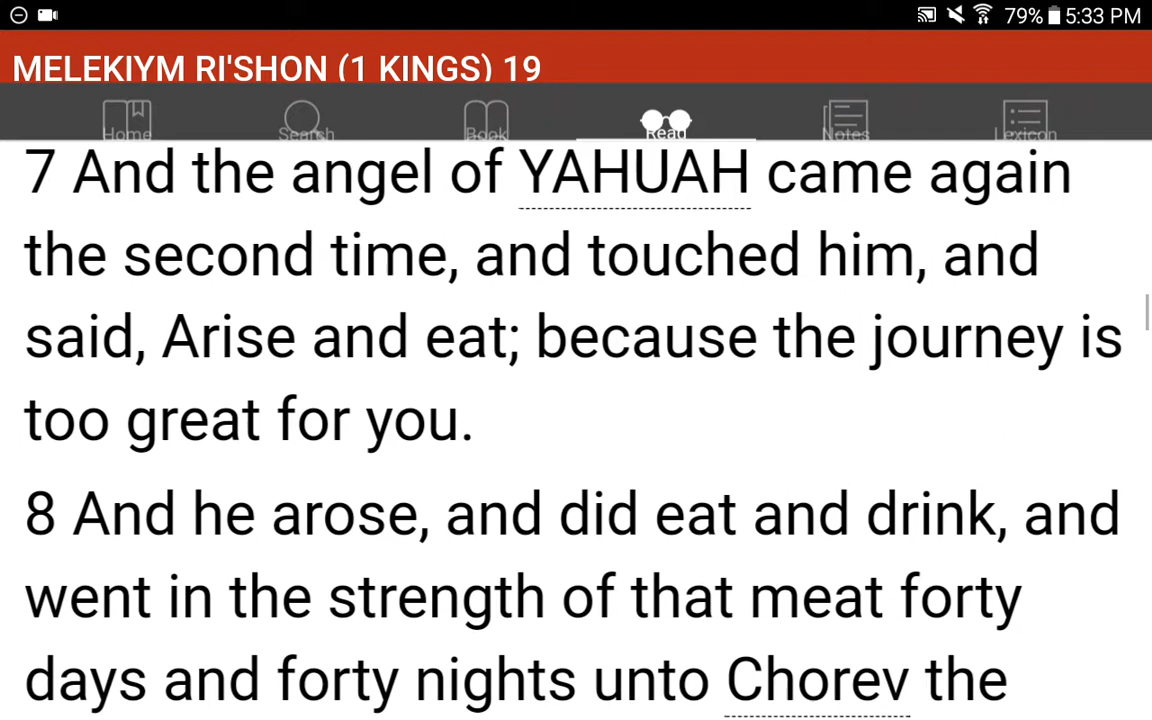 79% 5:33 PM
MELEKIYM RI'SHON (1 KINGS) 19
Home Search Book Read Notes Lexicon
7 And the angel of YAHUAH came again
the second time, and touched him, and
said, Arise and eat; because the journey is
too great for you.
8 And he arose, and did eat and drink, and
went in the strength of that meat forty
days and forty nights unto Chorev the